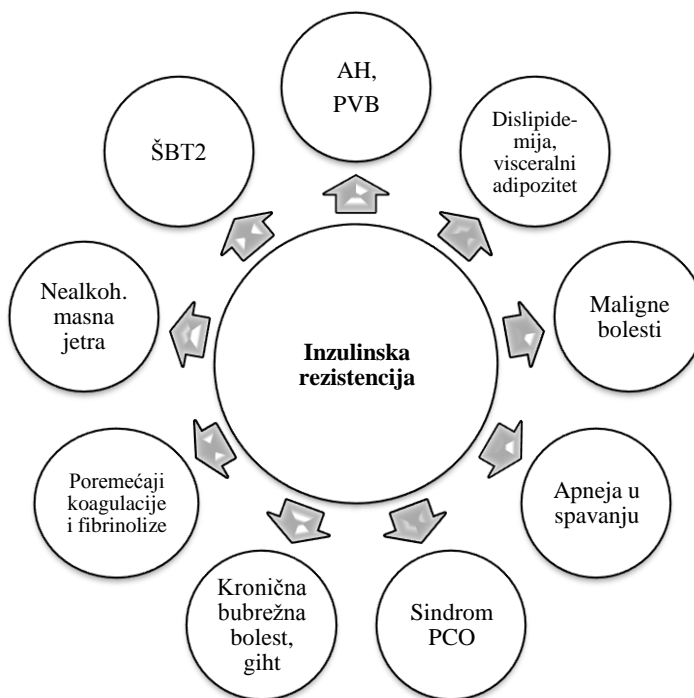 AH,
PVB
Dislipide-
mija,
visceralni
adipozitet
Maligne
bolesti
Apneja u
spavanju
Sindrom
PCO
Kronična
bubrežna
bolest,
giht
Poremećaji
koagulacije
i fibrinolize
Nealkoh.
masna
jetra
ŠBT2
Inzulinska
rezistencija